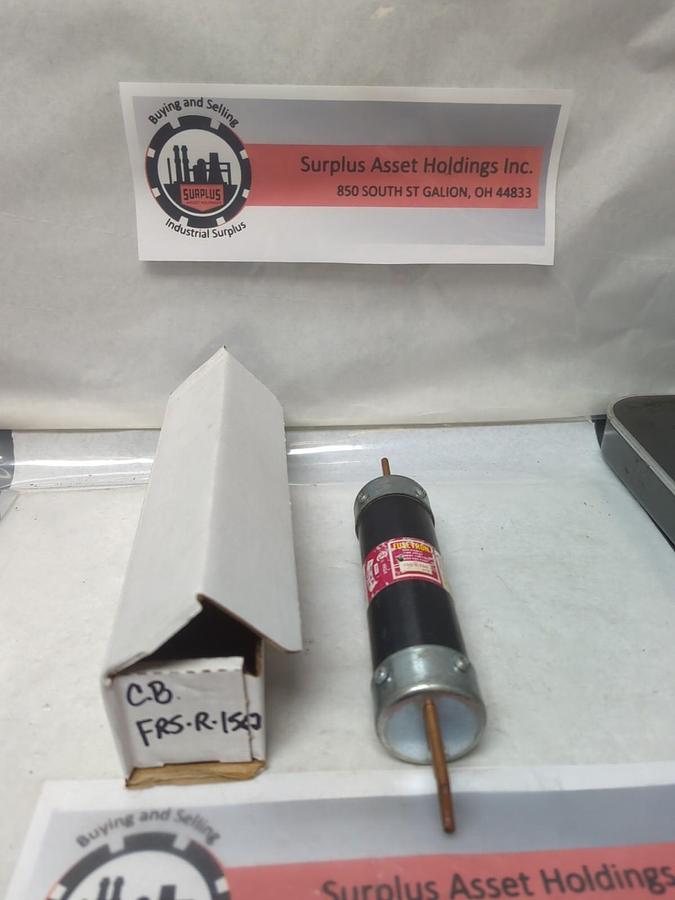 Buying and Selling
SURPLUS
Industrial Surplus
Surplus Asset Holdings Inc.
850 SOUTH ST GALION, OH 44833
FUSETRON
C.B.
FRS-R-150
Buying and Selling
Surplus Asset Holdings